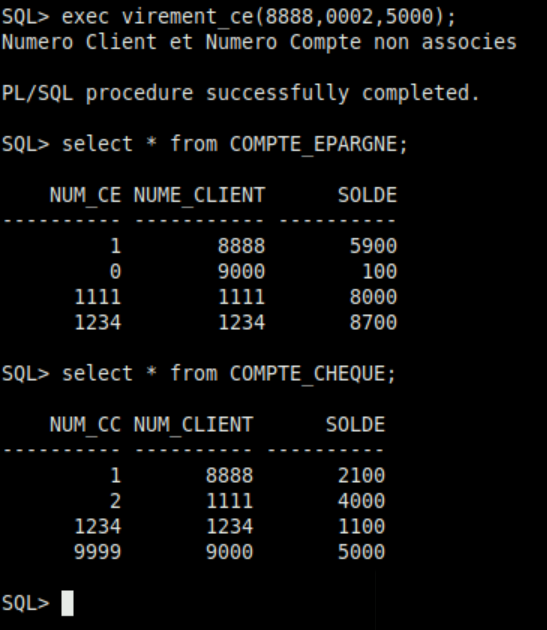 SQL> exec virement_ce(8888,0002,5000);
Numero Client et Numero Compte non associes
PL/SQL procedure successfully completed.
SQL> select * from COMPTE_EPARGNE;
NUM_CE NUME_CLIENT SOLDE
---------- ----------- ----------
1 8888 5900
0 9000 100
1111 1111 8000
1234 1234 8700
SQL> select * from COMPTE_CHEQUE;
NUM_CC NUM_CLIENT SOLDE
---------- ---------- ----------
1 8888 2100
2 1111 4000
1234 1234 1100
9999 9000 5000
SQL>